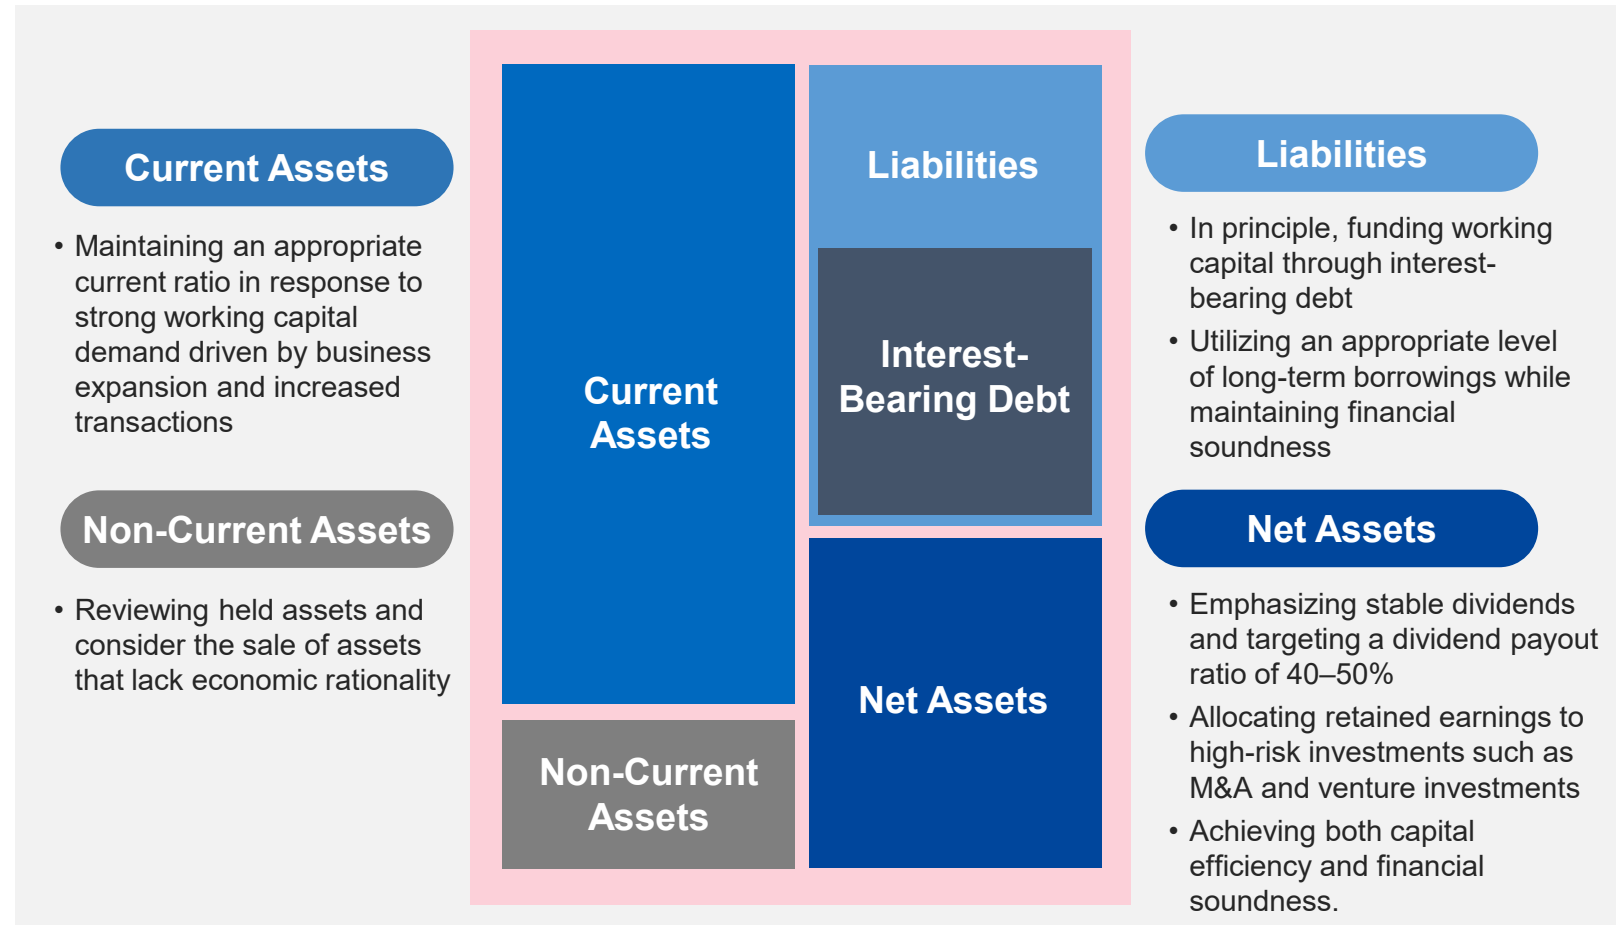 Current Assets
• Maintaining an appropriate
current ratio in response to
strong working capital
demand driven by business
expansion and increased
transactions
Non-Current Assets
• Reviewing held assets and
consider the sale of assets
that lack economic rationality
Current
Assets
Non-Current
Assets
Liabilities
Interest-
Bearing Debt
Net Assets
Liabilities
• In principle, funding working
capital through interest-
bearing debt
• Utilizing an appropriate level
of long-term borrowings while
maintaining financial
soundness
Net Assets
• Emphasizing stable dividends
and targeting a dividend payout
ratio of 40–50%
• Allocating retained earnings to
high-risk investments such as
M&A and venture investments
• Achieving both capital
efficiency and financial
soundness.